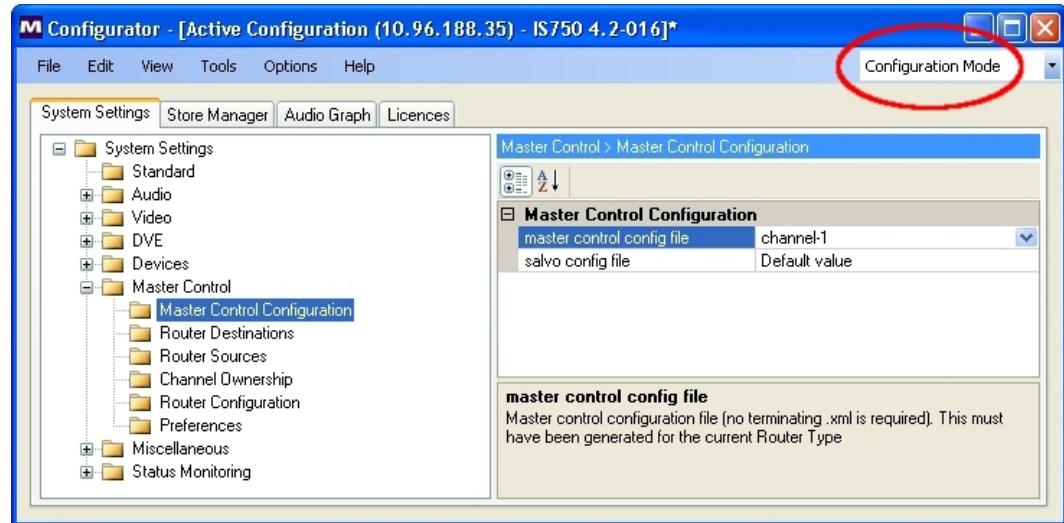 M Configurator - [Active Configuration (10.96.188.35) - IS750 4.2-016]*
File Edit View Tools Options Help
Configuration Mode
System Settings Store Manager Audio Graph Licences
System Settings
Standard
Audio
Video
DVE
Devices
Master Control
Master Control Configuration
Router Destinations
Router Sources
Channel Ownership
Router Configuration
Preferences
Miscellaneous
Status Monitoring
Master Control > Master Control Configuration
A
Z
Master Control Configuration
master control config file channel-1
salvo config file Default value
master control config file
Master control configuration file (no terminating .xml is required). This must
have been generated for the current Router Type